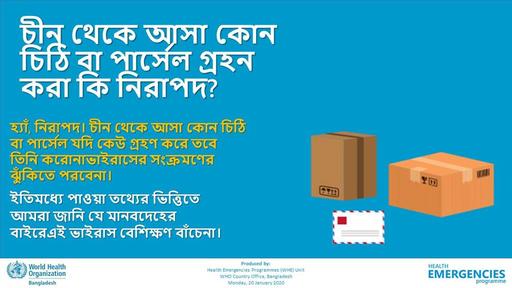 চীন থেকে আসা কোন
চিঠি বা পার্সেল গ্রহন
করা কি নিরাপদ?
হ্যাঁ, নিরাপদ। চীন থেকে আসা কোন চিঠি
বা পার্সেল যদি কেউ গ্রহণ করে তবে
তিনি করোনাভাইরাসের সংক্রমণের
ঝুঁকিতে পরবেনা।
ইতিমধ্যে পাওয়া তথ্যের ভিত্তিতে
আমরা জানি যে মানবদেহের
বাইরেএই ভাইরাস বেশিক্ষণ বাঁচেনা।
World Health
Organization
Bangladesh
Produced by:
Health Emergencies Programmes (WHE) Unit
WHO Country Office, Bangladesh
Monday, 20 January 2020
HEALTH
EMERGENCIES
programme